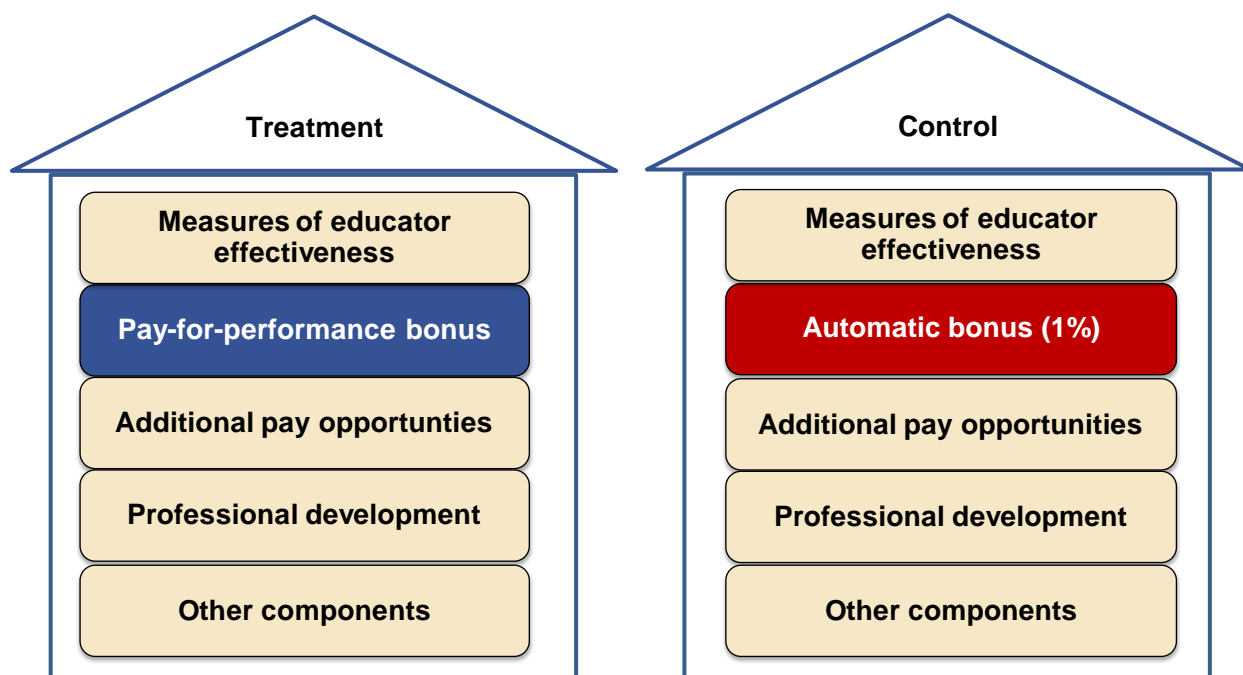 Treatment
Measures of educator
effectiveness
Pay-for-performance bonus
Additional pay opportunties
Professional development
Other components
Control
Measures of educator
effectiveness
Automatic bonus (1%)
Additional pay opportunities
Professional development
Other components